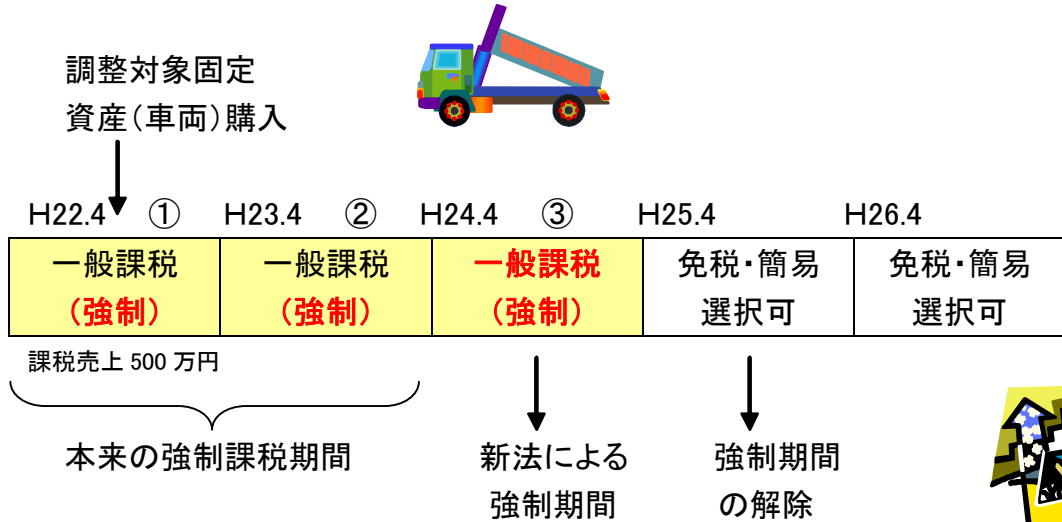 調整対象固定
資産(車両)購入
H22.4 ① H23.4 ② H24.4 ③ H25.4 H26.4
一般課税 一般課税 一般課税 免税・簡易 免税・簡易
(強制) (強制) (強制) 選択可 選択可
課税売上 500 万円
本来の強制課税期間 新法による 強制期間
強制期間 の解除